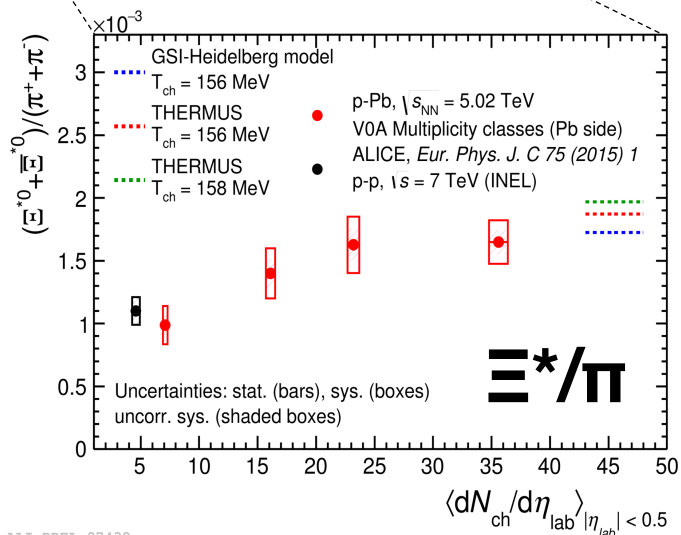 ×10⁻³
(Ξ*⁰+Ξ̅*⁰)/(π⁺+π⁻)
3
2.5
2
1.5
1
0.5
0
GSI-Heidelberg model
T_ch = 156 MeV
THERMUS
T_ch = 156 MeV
THERMUS
T_ch = 158 MeV
p-Pb, √s_NN = 5.02 TeV
V0A Multiplicity classes (Pb side)
ALICE, Eur. Phys. J. C 75 (2015) 1
p-p, √s = 7 TeV (INEL)
Ξ*/π
Uncertainties: stat. (bars), sys. (boxes)
uncorr. sys. (shaded boxes)
5 10 15 20 25 30 35 40 45 50
⟨dN_ch/dη_lab⟩_|η_lab| < 0.5